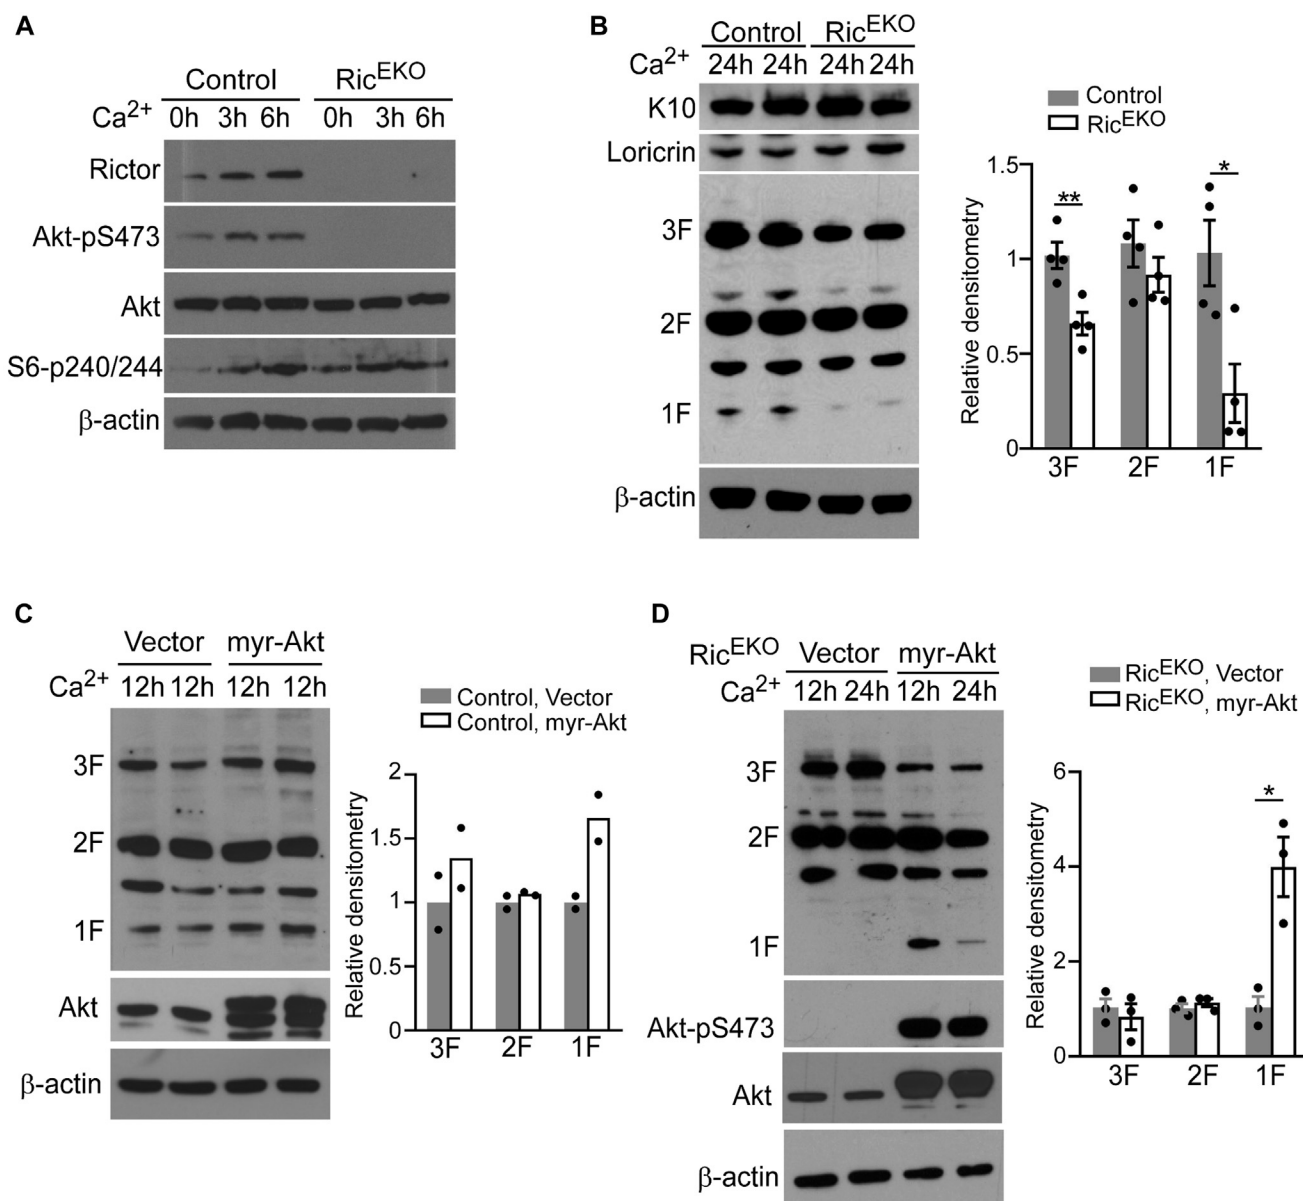 A
Control Ric^EKO
Ca²⁺ 0h 3h 6h 0h 3h 6h
Rictor
Akt-pS473
Akt
S6-p240/244
β-actin
B
Control Ric^EKO
Ca²⁺ 24h 24h 24h 24h
K10
Loricrin
3F
2F
1F
β-actin
Control
Ric^EKO
Relative densitometry
1.5
1
0.5
0
** *
3F 2F 1F
C
Vector myr-Akt
Ca²⁺ 12h 12h 12h 12h
3F
2F
1F
Akt
β-actin
Control, Vector
Control, myr-Akt
Relative densitometry
2
1.5
1
0.5
0
3F 2F 1F
D
Ric^EKO Vector myr-Akt
Ca²⁺ 12h 24h 12h 24h
3F
2F
1F
Akt-pS473
Akt
β-actin
Ric^EKO, Vector
Ric^EKO, myr-Akt
Relative densitometry
6
4
2
0
*
3F 2F 1F